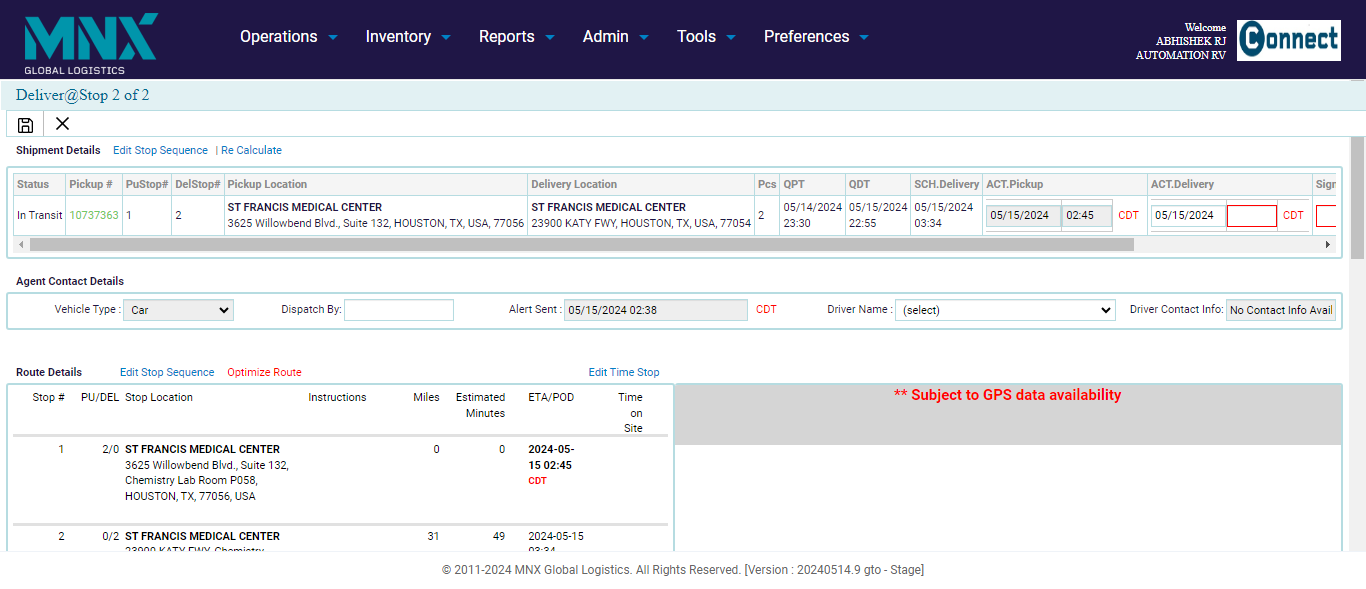 MNX
GLOBAL LOGISTICS
Operations Inventory Reports Admin Tools Preferences
Welcome
ABHISHEK RJ
AUTOMATION RV
Connect
Deliver@Stop 2 of 2
Shipment Details Edit Stop Sequence | Re Calculate
Status Pickup # PuStop# DelStop# Pickup Location Delivery Location Pcs QPT QDT SCH.Delivery ACT.Pickup ACT.Delivery
In Transit 10737363 1 2 ST FRANCIS MEDICAL CENTER ST FRANCIS MEDICAL CENTER 2 05/14/2024 05/15/2024 05/15/2024 05/15/2024 02:45 CDT 05/15/2024 CDT
3625 Willowbend Blvd., Suite 132, HOUSTON, TX, USA, 77056 23900 KATY FWY, HOUSTON, TX, USA, 77054 23:30 22:55 03:34
Agent Contact Details
Vehicle Type : Car Dispatch By: Alert Sent : 05/15/2024 02:38 CDT Driver Name : (select) Driver Contact Info: No Contact Info Avail
Route Details Edit Stop Sequence Optimize Route Edit Time Stop
Stop # PU/DEL Stop Location Instructions Miles Estimated Minutes ETA/POD Time on Site
** Subject to GPS data availability
1 2/0 ST FRANCIS MEDICAL CENTER 0 0 2024-05-
3625 Willowbend Blvd., Suite 132, 15 02:45
Chemistry Lab Room P058, CDT
HOUSTON, TX, 77056, USA
2 0/2 ST FRANCIS MEDICAL CENTER 31 49 2024-05-15
23900 KATY FWY, Chemistry 03:34
© 2011-2024 MNX Global Logistics. All Rights Reserved. [Version : 20240514.9 gto - Stage]